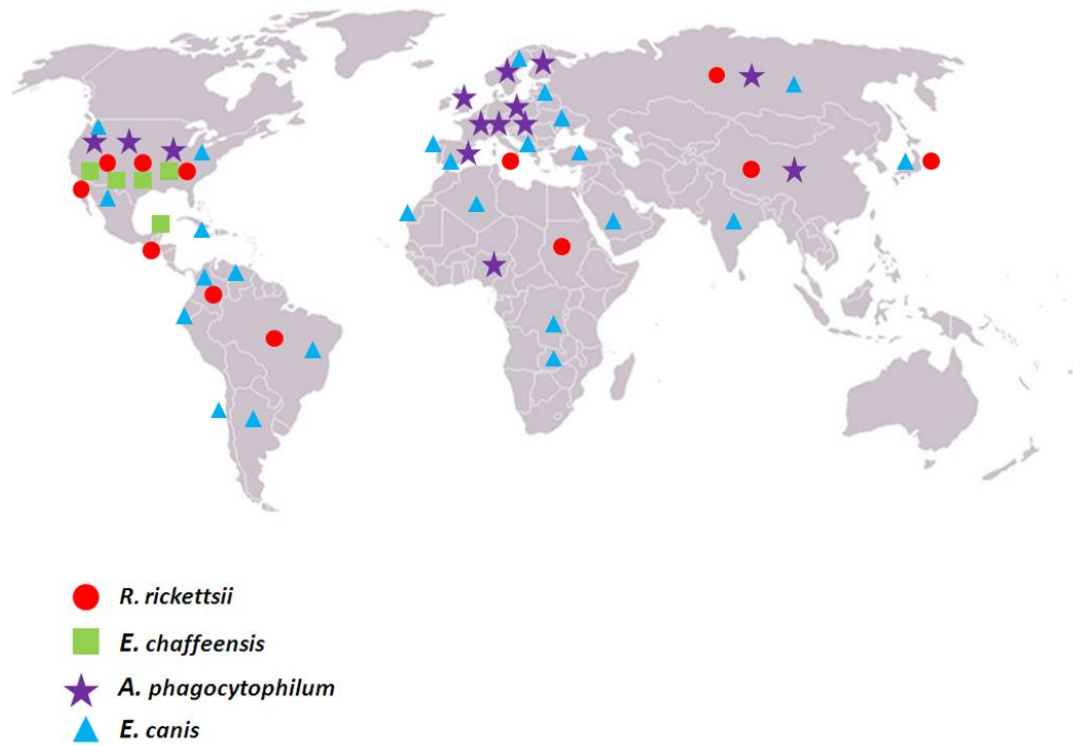 R. rickettsii
E. chaffeensis
A. phagocytophilum
E. canis